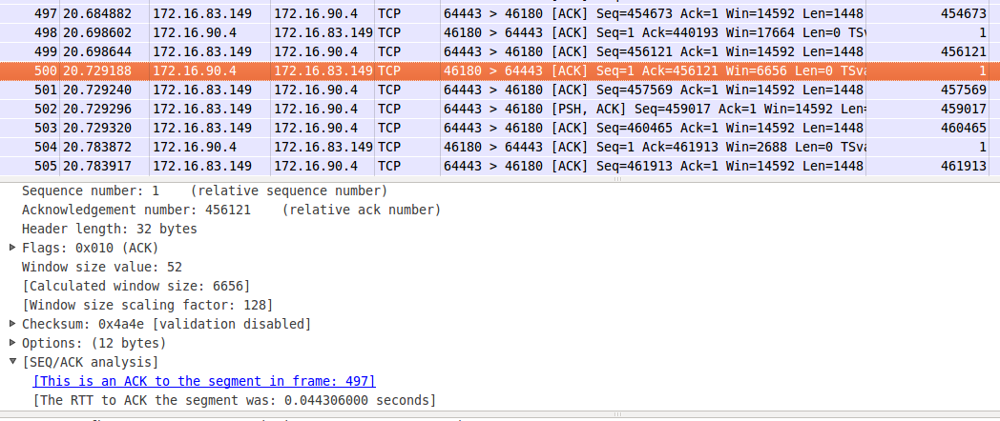 497 20.684882 172.16.83.149 172.16.90.4 TCP 64443 > 46180 [ACK] Seq=454673 Ack=1 Win=14592 Len=1448 454673
498 20.698602 172.16.90.4 172.16.83.149 TCP 46180 > 64443 [ACK] Seq=1 Ack=440193 Win=17664 Len=0 TSv 1
499 20.698644 172.16.83.149 172.16.90.4 TCP 64443 > 46180 [ACK] Seq=456121 Ack=1 Win=14592 Len=1448 456121
500 20.729188 172.16.90.4 172.16.83.149 TCP 46180 > 64443 [ACK] Seq=1 Ack=456121 Win=6656 Len=0 TSva 1
501 20.729240 172.16.83.149 172.16.90.4 TCP 64443 > 46180 [ACK] Seq=457569 Ack=1 Win=14592 Len=1448 457569
502 20.729296 172.16.83.149 172.16.90.4 TCP 64443 > 46180 [PSH, ACK] Seq=459017 Ack=1 Win=14592 Len= 459017
503 20.729320 172.16.83.149 172.16.90.4 TCP 64443 > 46180 [ACK] Seq=460465 Ack=1 Win=14592 Len=1448 460465
504 20.783872 172.16.90.4 172.16.83.149 TCP 46180 > 64443 [ACK] Seq=1 Ack=461913 Win=2688 Len=0 TSva 1
505 20.783917 172.16.83.149 172.16.90.4 TCP 64443 > 46180 [ACK] Seq=461913 Ack=1 Win=14592 Len=1448 461913
Sequence number: 1 (relative sequence number)
Acknowledgement number: 456121 (relative ack number)
Header length: 32 bytes
Flags: 0x010 (ACK)
Window size value: 52
[Calculated window size: 6656]
[Window size scaling factor: 128]
Checksum: 0x4a4e [validation disabled]
Options: (12 bytes)
[SEQ/ACK analysis]
[This is an ACK to the segment in frame: 497]
[The RTT to ACK the segment was: 0.044306000 seconds]